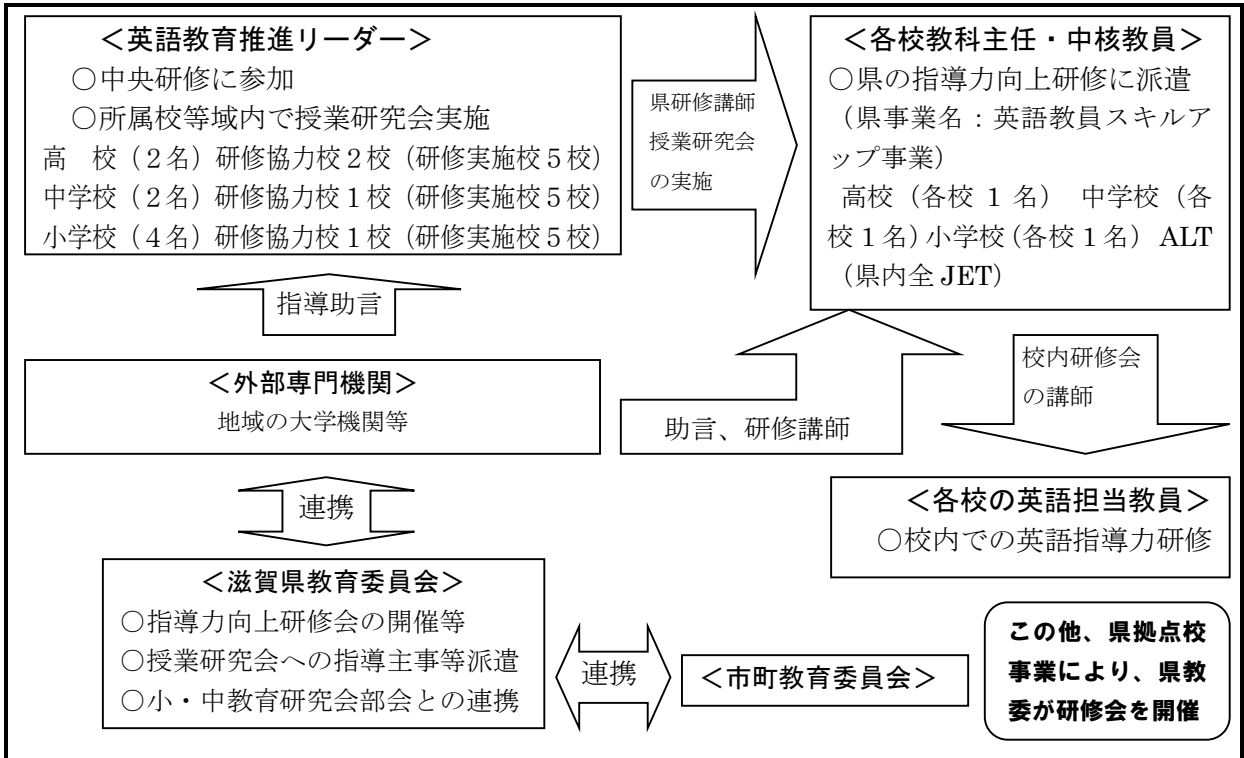 ＜英語教育推進リーダー＞
○中央研修に参加
○所属校等域内で授業研究会実施
高　校（２名）研修協力校２校（研修実施校５校）
中学校（２名）研修協力校１校（研修実施校５校）
小学校（４名）研修協力校１校（研修実施校５校）
県研修講師
授業研究会
の実施
＜各校教科主任・中核教員＞
○県の指導力向上研修に派遣
（県事業名：英語教員スキルア
ップ事業）
高校（各校 1 名）　中学校（各
校１名）小学校（各校１名） ALT
（県内全 JET）
指導助言
＜外部専門機関＞
地域の大学機関等
助言、研修講師
校内研修会
の講師
連携
＜各校の英語担当教員＞
○校内での英語指導力研修
＜滋賀県教育委員会＞
○指導力向上研修会の開催等
○授業研究会への指導主事等派遣
○小・中教育研究会部会との連携
連携
＜市町教育委員会＞
この他、県拠点校
事業により、県教
委が研修会を開催